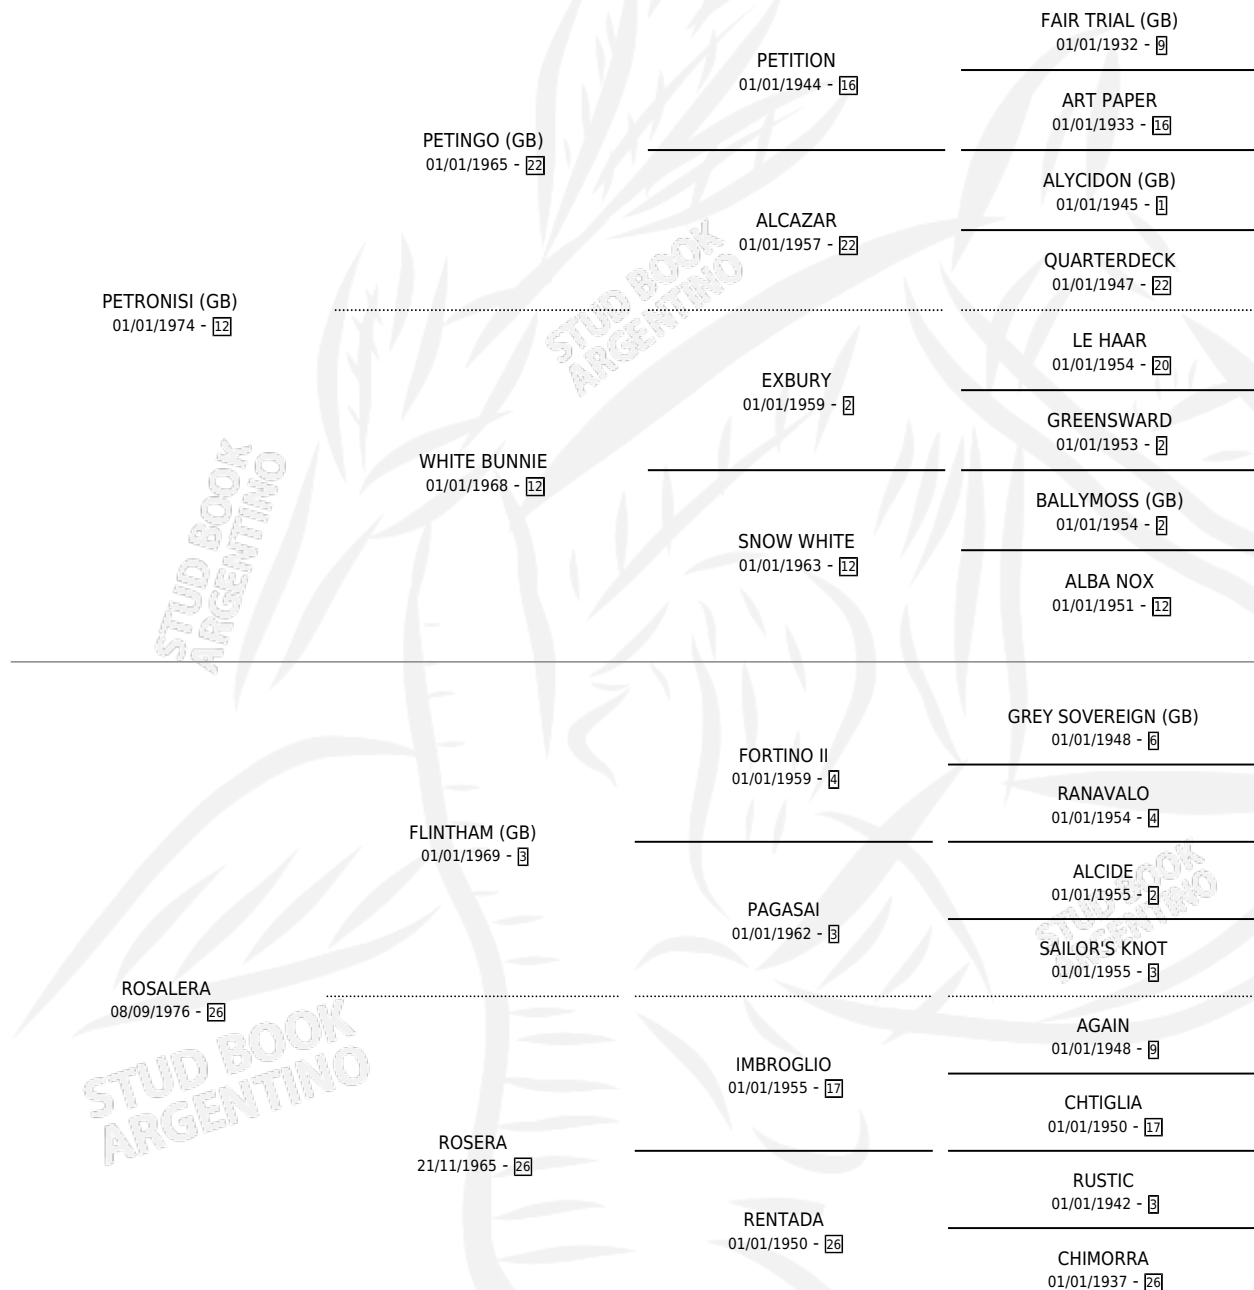 FAIR TRIAL (GB)
01/01/1932 - 9
PETITION
01/01/1944 - 16
ART PAPER
01/01/1933 - 16
PETINGO (GB)
01/01/1965 - 22
ALYCIDON (GB)
01/01/1945 - 1
ALCAZAR
01/01/1957 - 22
QUARTERDECK
01/01/1947 - 22
PETRONISI (GB)
01/01/1974 - 12
LE HAAR
01/01/1954 - 20
EXBURY
01/01/1959 - 2
GREENSWARD
01/01/1953 - 2
WHITE BUNNIE
01/01/1968 - 12
BALLYMOSS (GB)
01/01/1954 - 2
SNOW WHITE
01/01/1963 - 12
ALBA NOX
01/01/1951 - 12
GREY SOVEREIGN (GB)
01/01/1948 - 6
FORTINO II
01/01/1959 - 4
RANAVALO
01/01/1954 - 4
FLINTHAM (GB)
01/01/1969 - 3
ALCIDE
01/01/1955 - 2
PAGASAI
01/01/1962 - 3
SAILOR'S KNOT
01/01/1955 - 3
ROSALERA
08/09/1976 - 26
AGAIN
01/01/1948 - 9
IMBROGLIO
01/01/1955 - 17
CHTIGLIA
01/01/1950 - 17
ROSERA
21/11/1965 - 26
RUSTIC
01/01/1942 - 3
RENTADA
01/01/1950 - 26
CHIMORRA
01/01/1937 - 26
STUD BOOK
ARGENTINO
STUD BOOK
ARGENTINO
STUD BOOK
ARGENTINO
STUD BOOK
ARGENTINO